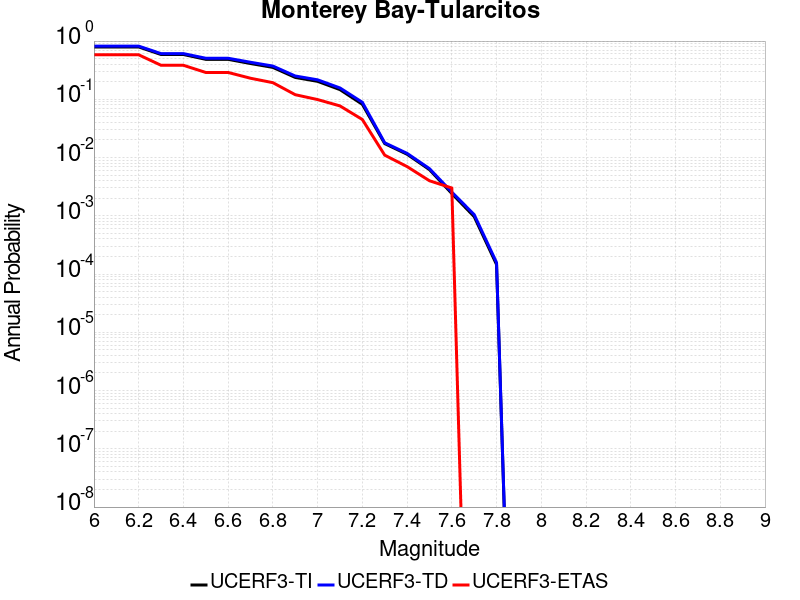 Monterey Bay-Tularcitos
10^0
10^-1
10^-2
10^-3
10^-4
10^-5
10^-6
10^-7
10^-8
Annual Probability
6 6.2 6.4 6.6 6.8 7 7.2 7.4 7.6 7.8 8 8.2 8.4 8.6 8.8 9
Magnitude
UCERF3-TI UCERF3-TD UCERF3-ETAS